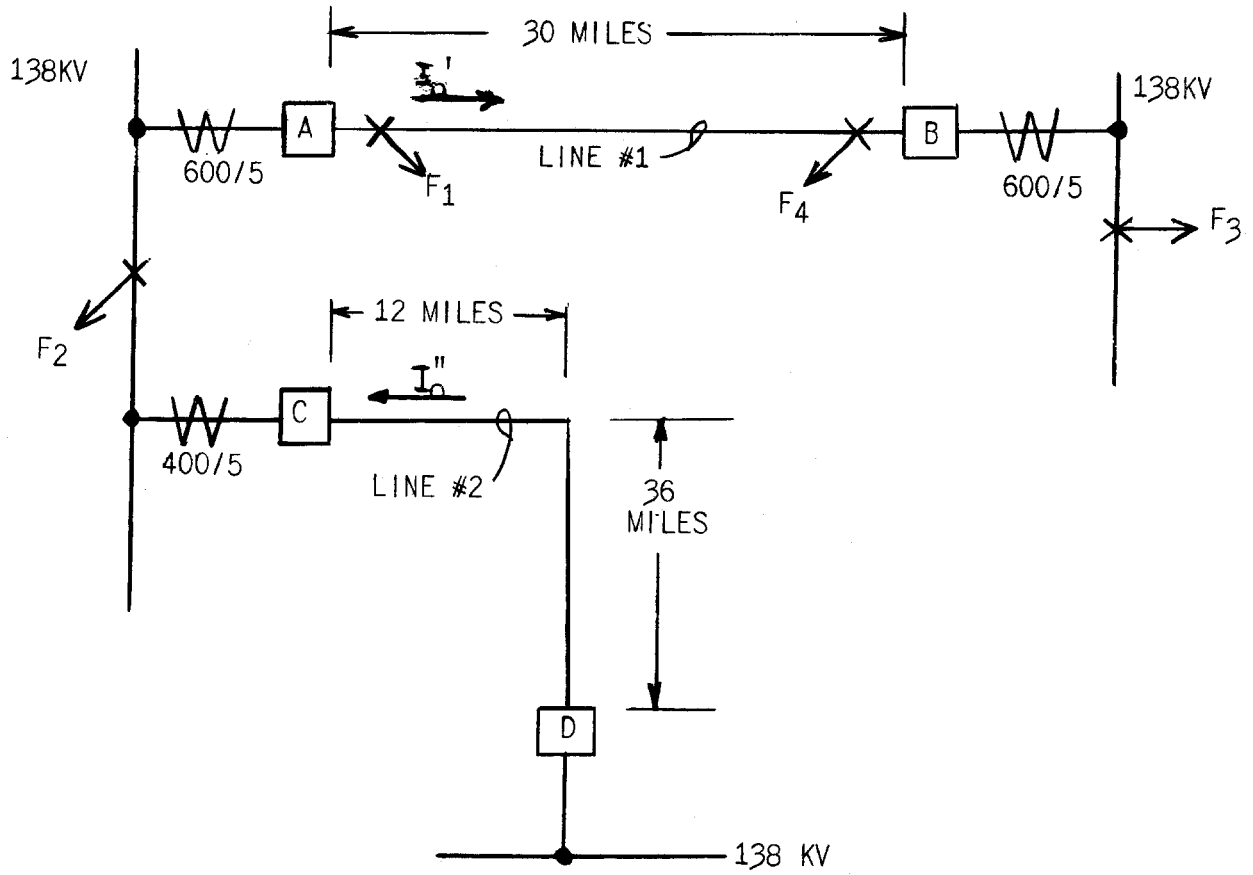 30 MILES
138KV
I₀'
138KV
A
B
LINE #1
600/5
600/5
F₁
F₄
F₃
12 MILES
F₂
I₀"
C
400/5
LINE #2
36
MILES
D
138 KV